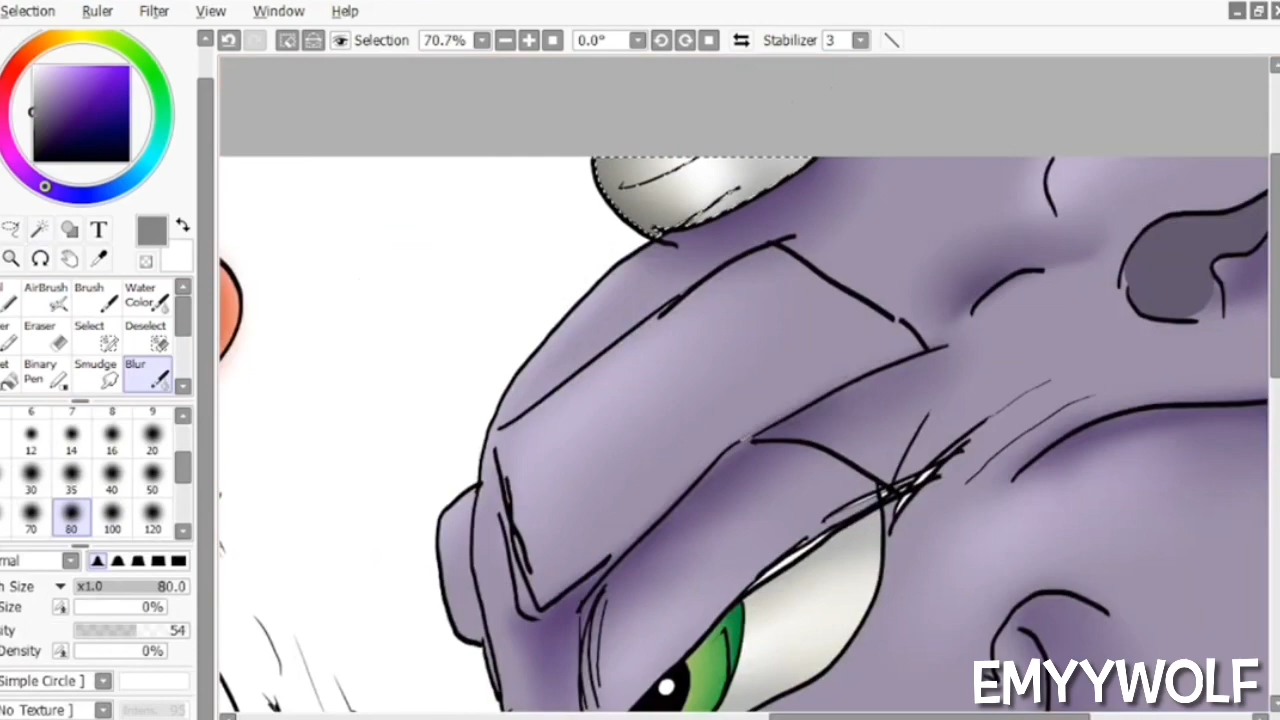 Selection Ruler Filter View Window Help
Selection 70.7% 0.0° Stabilizer 3
T
AirBrush Brush Water Color
Eraser Select Deselect
Binary Pen Smudge Blur
6 7 8 9
12 14 16 20
30 35 40 50
70 80 100 120
mal
n Size x1.0 80.0
Size 0%
ity 54
Density 0%
Simple Circle ]
No Texture ] 95
EMYYWOLF